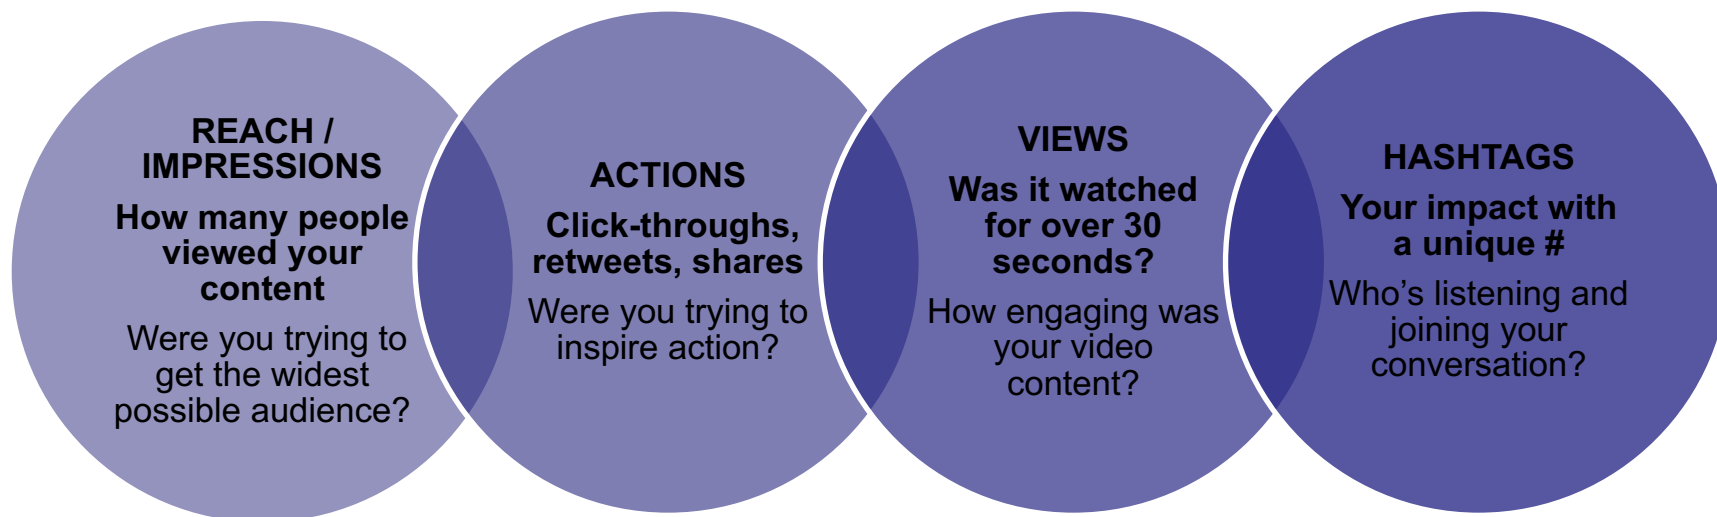 REACH /
IMPRESSIONS
How many people
viewed your
content
Were you trying to
get the widest
possible audience?
ACTIONS
Click-throughs,
retweets, shares
Were you trying to
inspire action?
VIEWS
Was it watched
for over 30
seconds?
How engaging was
your video
content?
HASHTAGS
Your impact with
a unique #
Who’s listening and
joining your
conversation?